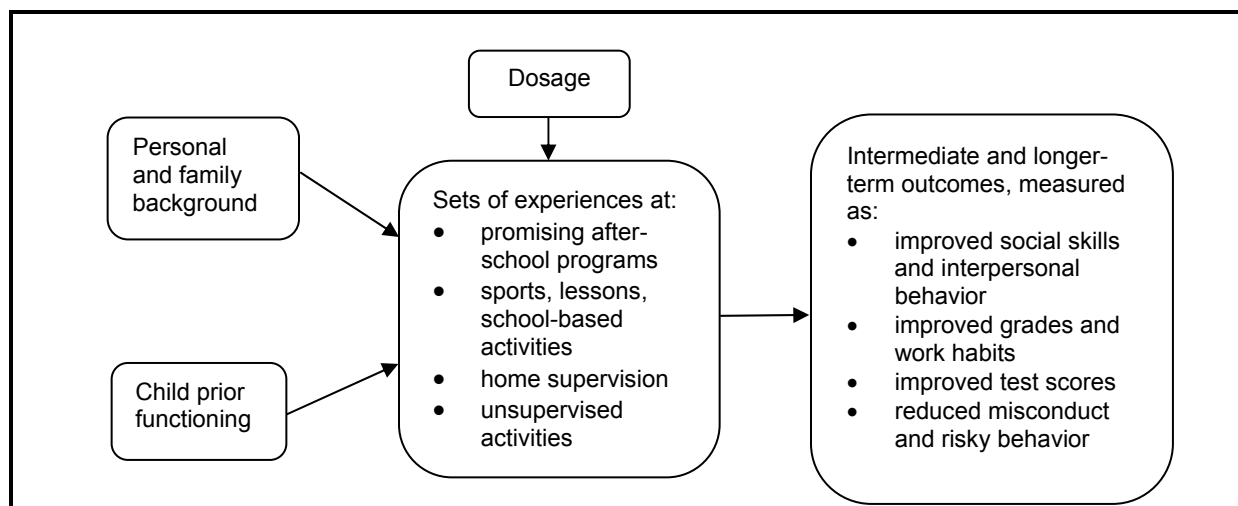 Dosage
Personal
and family
background
Child prior
functioning
Sets of experiences at:
• promising after-
school programs
• sports, lessons,
school-based
activities
• home supervision
• unsupervised
activities
Intermediate and longer-
term outcomes, measured
as:
• improved social skills
and interpersonal
behavior
• improved grades and
work habits
• improved test scores
• reduced misconduct
and risky behavior